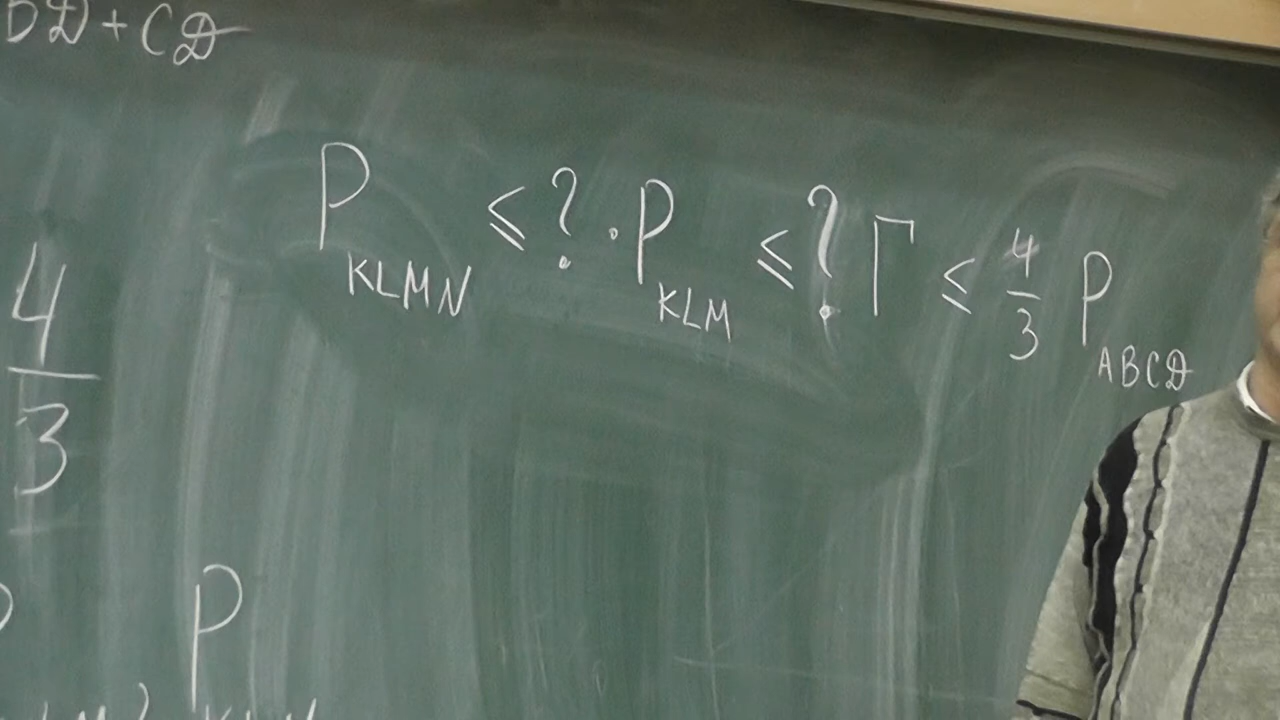 D𝒟 + C𝒟
P_KLMN ≤ ? · P_KLM ≤ ? Г ≤ 4/3 P_ABCD
4/3
P